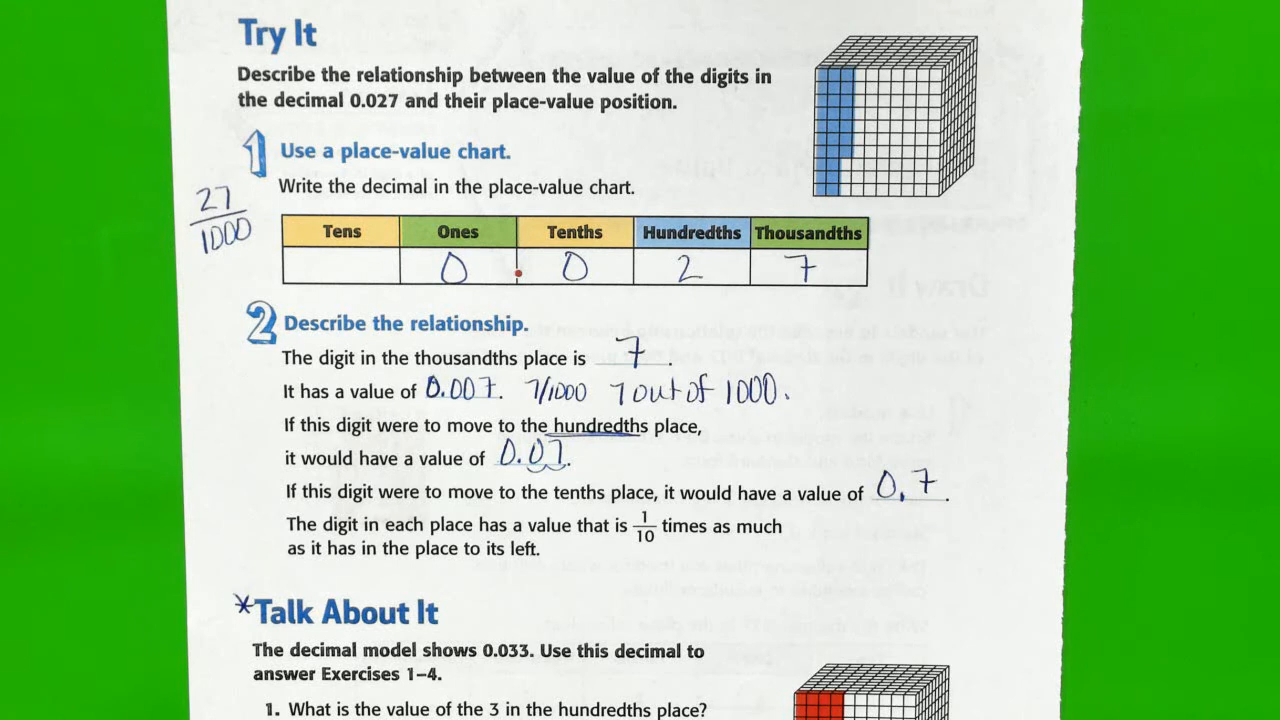 Try It
Describe the relationship between the value of the digits in
the decimal 0.027 and their place-value position.
1 Use a place-value chart.
Write the decimal in the place-value chart.
27/1000
Tens Ones Tenths Hundredths Thousandths
0 . 0 2 7
2 Describe the relationship.
The digit in the thousandths place is 7.
It has a value of 0.007. 7/1000 7 out of 1000.
If this digit were to move to the hundredths place,
it would have a value of 0.07.
If this digit were to move to the tenths place, it would have a value of 0.7.
The digit in each place has a value that is 1/10 times as much
as it has in the place to its left.
*Talk About It
The decimal model shows 0.033. Use this decimal to
answer Exercises 1–4.
1. What is the value of the 3 in the hundredths place?